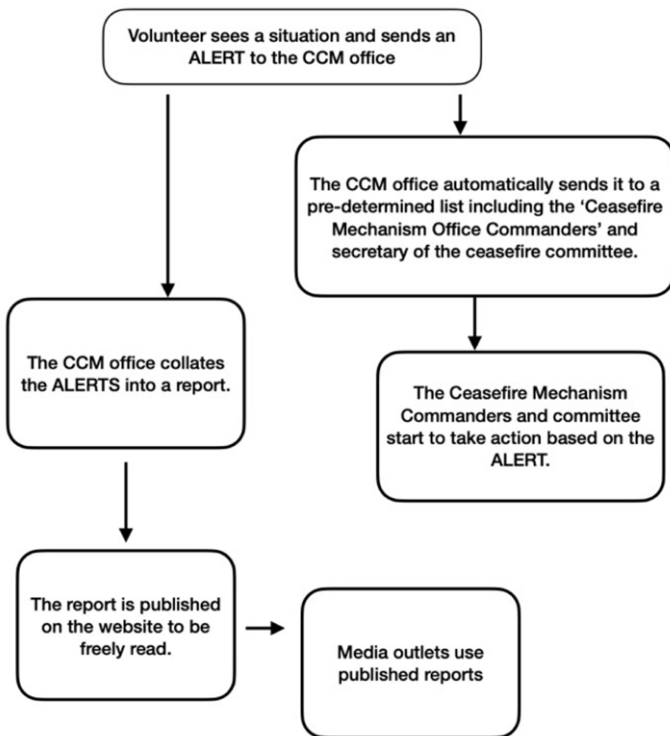 Volunteer sees a situation and sends an
ALERT to the CCM office
The CCM office automatically sends it to a
pre-determined list including the ‘Ceasefire
Mechanism Office Commanders’ and
secretary of the ceasefire committee.
The CCM office collates
the ALERTS into a report.
The Ceasefire Mechanism
Commanders and committee
start to take action based on the
ALERT.
The report is published
on the website to be
freely read.
Media outlets use
published reports